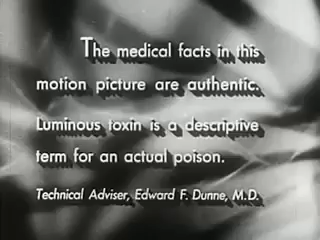 The medical facts in this
motion picture are authentic.
Luminous toxin is a descriptive
term for an actual poison.
Technical Adviser, Edward F. Dunne, M.D.